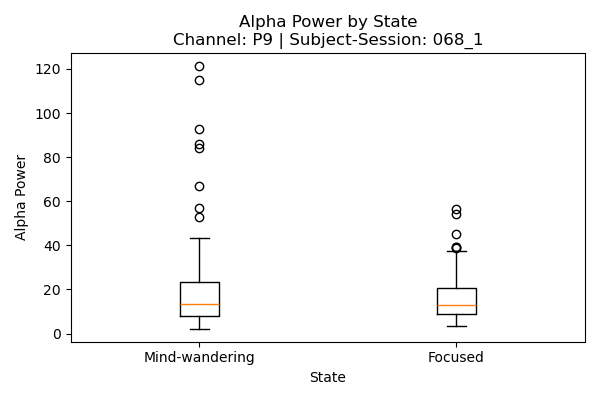 Alpha Power by State
Channel: P9 | Subject-Session: 068_1
120
100
80
60
40
20
0
Alpha Power
Mind-wandering
Focused
State